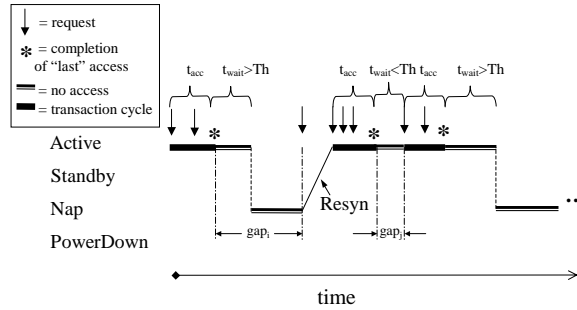 = request
* = completion
of “last” access
= no access
= transaction cycle
t_acc t_wait>Th t_acc t_wait<Th t_acc t_wait>Th
* * *
Active
Standby
Nap
Resyn
PowerDown
gap_i gap_j
time